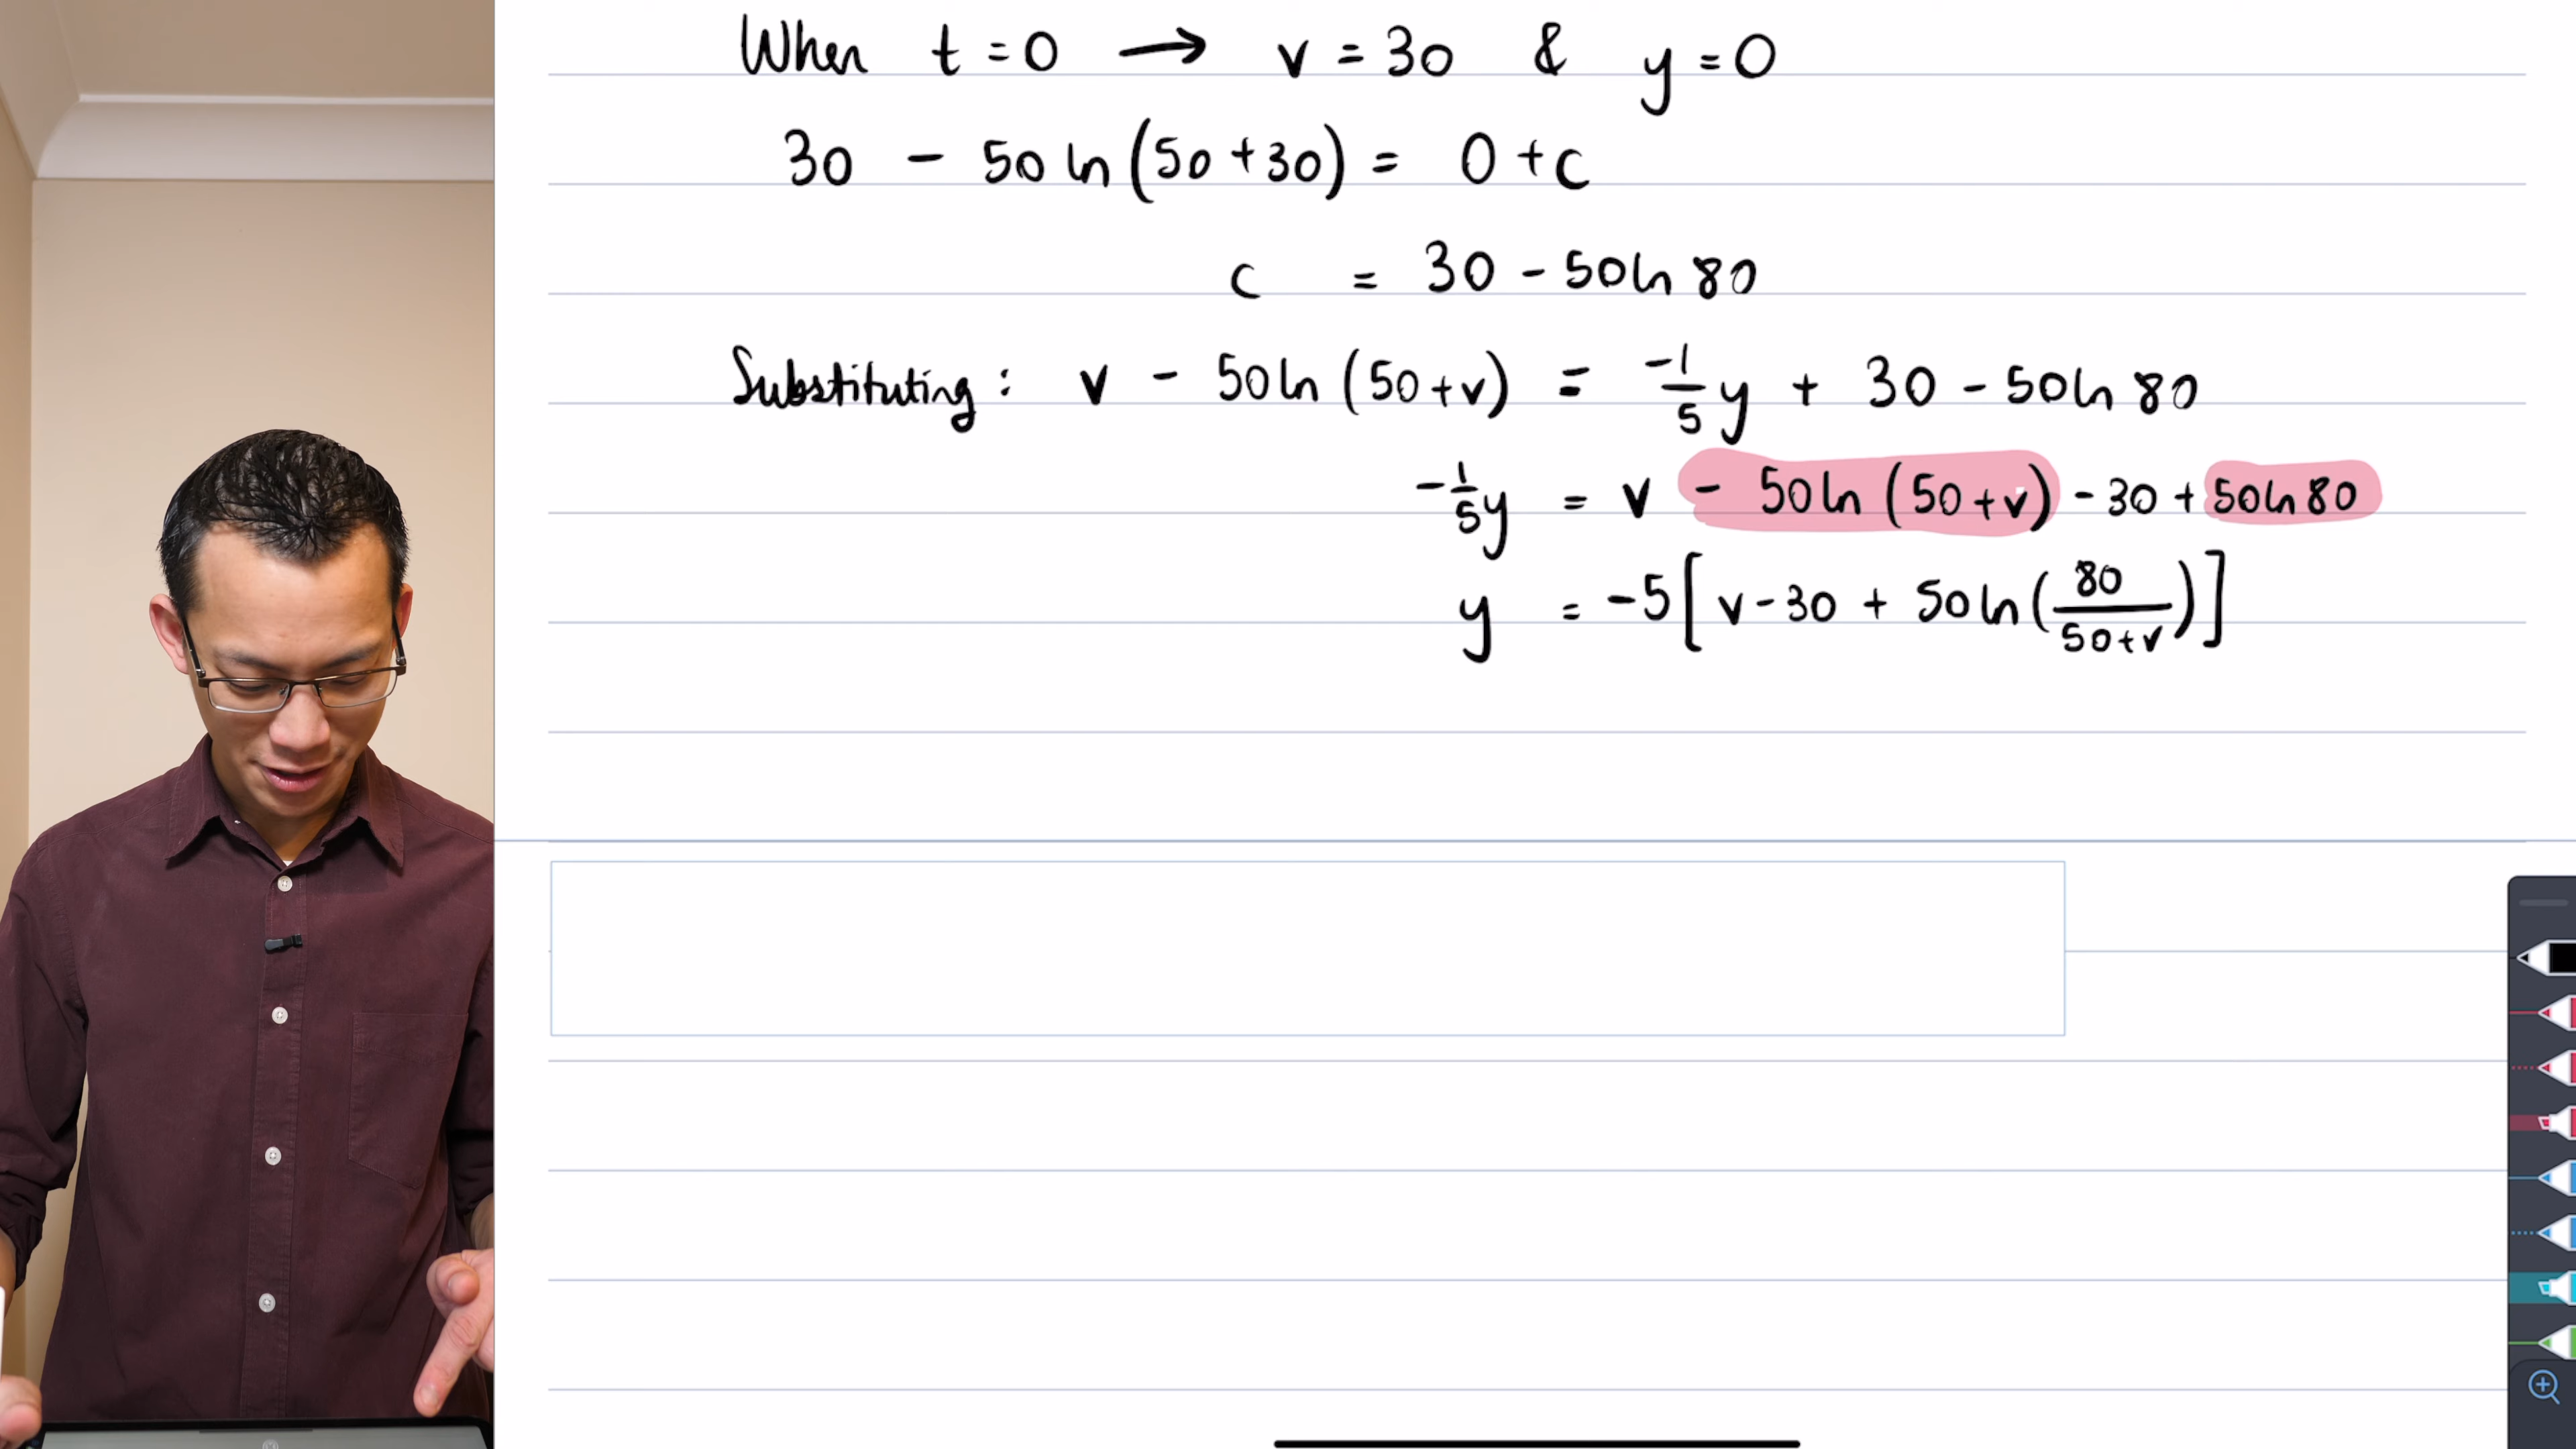 When t = 0 → v = 30 & y = 0
30 - 50 ln (50 + 30) = 0 + c
c = 30 - 50 ln 80
Substituting : v - 50 ln (50 + v) = -1/5 y + 30 - 50 ln 80
-1/5 y = v - 50 ln (50 + v) - 30 + 50 ln 80
y = -5 [ v - 30 + 50 ln ( 80 / 50 + v ) ]